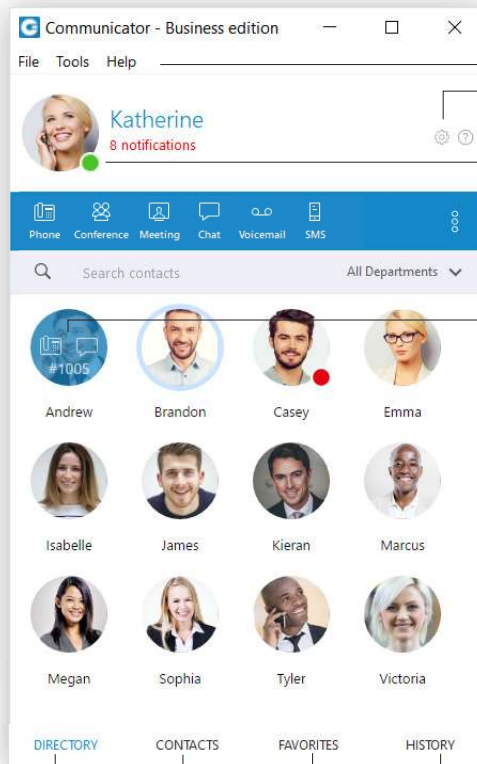 Communicator - Business edition
File Tools Help
Katherine
8 notifications
Phone Conference Meeting Chat Voicemail SMS
Search contacts All Departments
#1005
Andrew Brandon Casey Emma
Isabelle James Kieran Marcus
Megan Sophia Tyler Victoria
DIRECTORY CONTACTS FAVORITES HISTORY